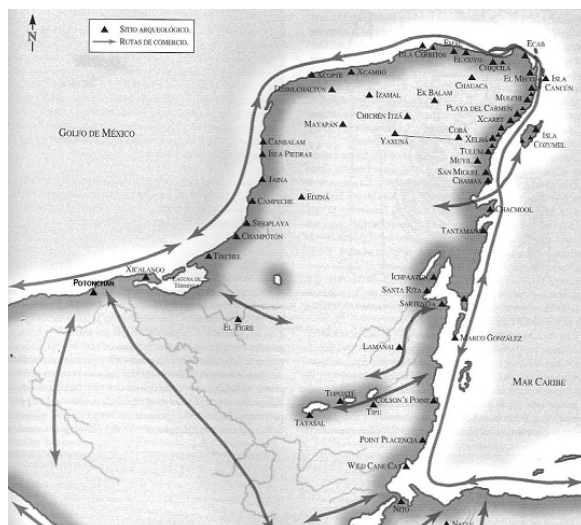 N
SITIO ARQUEOLÓGICO.
RUTAS DE COMERCIO.
ECAB
ISLA CERRITOS
EL CUYO
CHIQUILÁ
EL MECO
ISLA
CANCÚN
XCOPTE
XCAMBÓ
DZIBILCHALTÚN
IZAMAL
CHAUACA
EK BALAM
MULCHI
PLAYA DEL CARMEN
XCARET
GOLFO DE MÉXICO
MAYAPÁN
CHICHÉN ITZÁ
YAXUNÁ
COBÁ
XELHÁ
ISLA
COZUMEL
TULUM
MUYIL
CANBALAM
ISLA PIEDRAS
SAN MIGUEL
CHAMAX
JAINA
CAMPECHE
EDZNÁ
CHACMOOL
SIHOPLAYA
CHAMPOTÓN
TANTAMAN
TIXCHEL
XICALANGO
LAGUNA DE
TÉRMINOS
POTONCHAN
ICHPAATÚN
SANTA RITA
SARTENEJA
EL TIGRE
LAMANAI
MARCO GONZÁLEZ
MAR CARIBE
TOPOXTÉ
TIPU
COLSON'S POINT
TAYASAL
POINT PLACENCIA
WILD CANE CAY
NITO